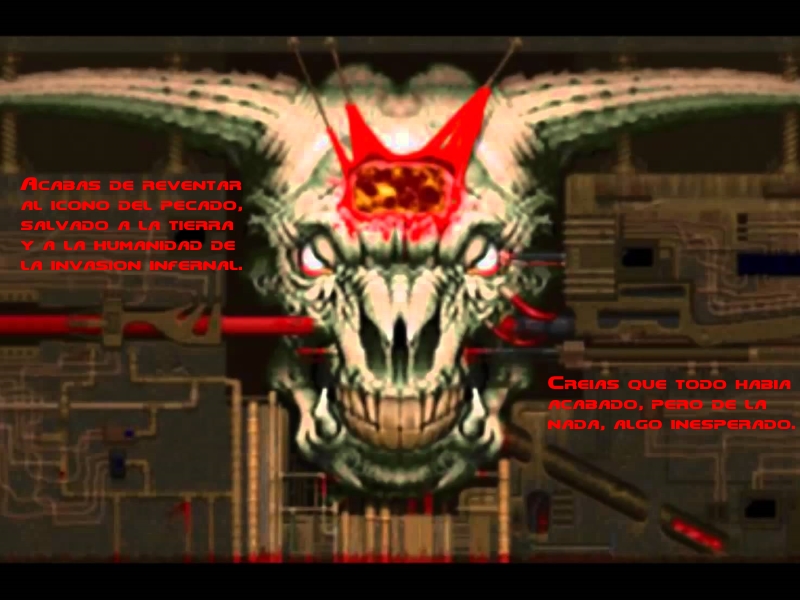 Acabas de reventar
al icono del pecado,
salvado a la tierra
y a la humanidad de
la invasion infernal.
Creias que todo habia
acabado, pero de la
nada, algo inesperado.